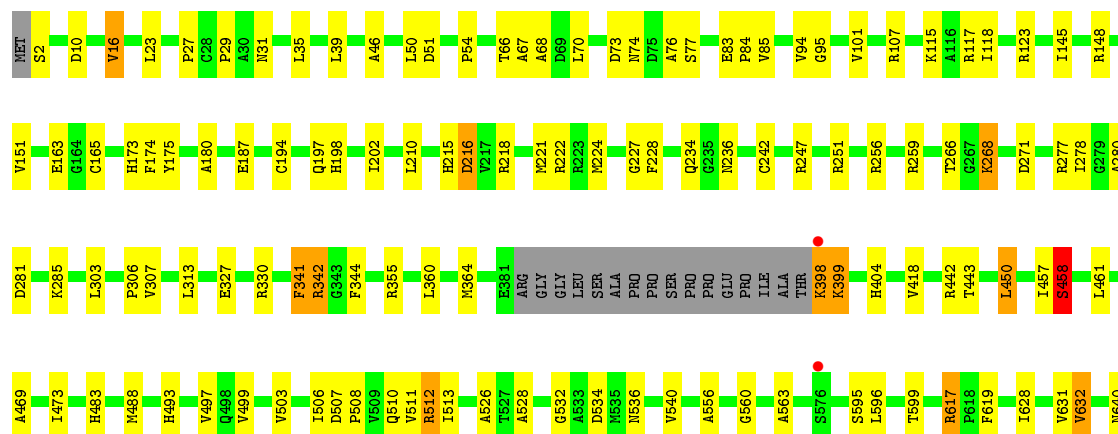 MET S2 D10 V16 L23 P27 C28 P29 A30 N31 L35 L39 A46 L50 D51 P54 T66 A67 A68 D69 L70 D73 N74 D75 A76 S77 E83 P84 V85 V94 G95 V101 R107 K115 A116 R117 I118 R123 I145 R148
V151 E163 G164 C165 H173 F174 Y175 A180 E187 C194 Q197 H198 I202 L210 H215 D216 V217 R218 M221 R222 R223 M224 G227 F228 Q234 G235 N236 C242 R247 R251 R256 R259 T266 G267 K268 D271 R277 I278 G279 A280
D281 K285 L303 P306 V307 L313 E327 R330 F341 R342 G343 F344 R355 L360 M364 E381 ARG GLY GLY LEU SER ALA PRO PRO SER PRO PRO GLU PRO ILE ALA THR K398 K399 H404 V418 R442 T443 L450 I457 S458 L461
A469 I473 H483 M488 H493 V497 Q498 V499 V503 I506 D507 P508 V509 Q510 V511 R512 I513 A526 T527 A528 G532 A533 D534 M535 N536 V540 A556 G560 A563 S576 S595 L596 T599 R617 P618 F619 I628 V631 V632